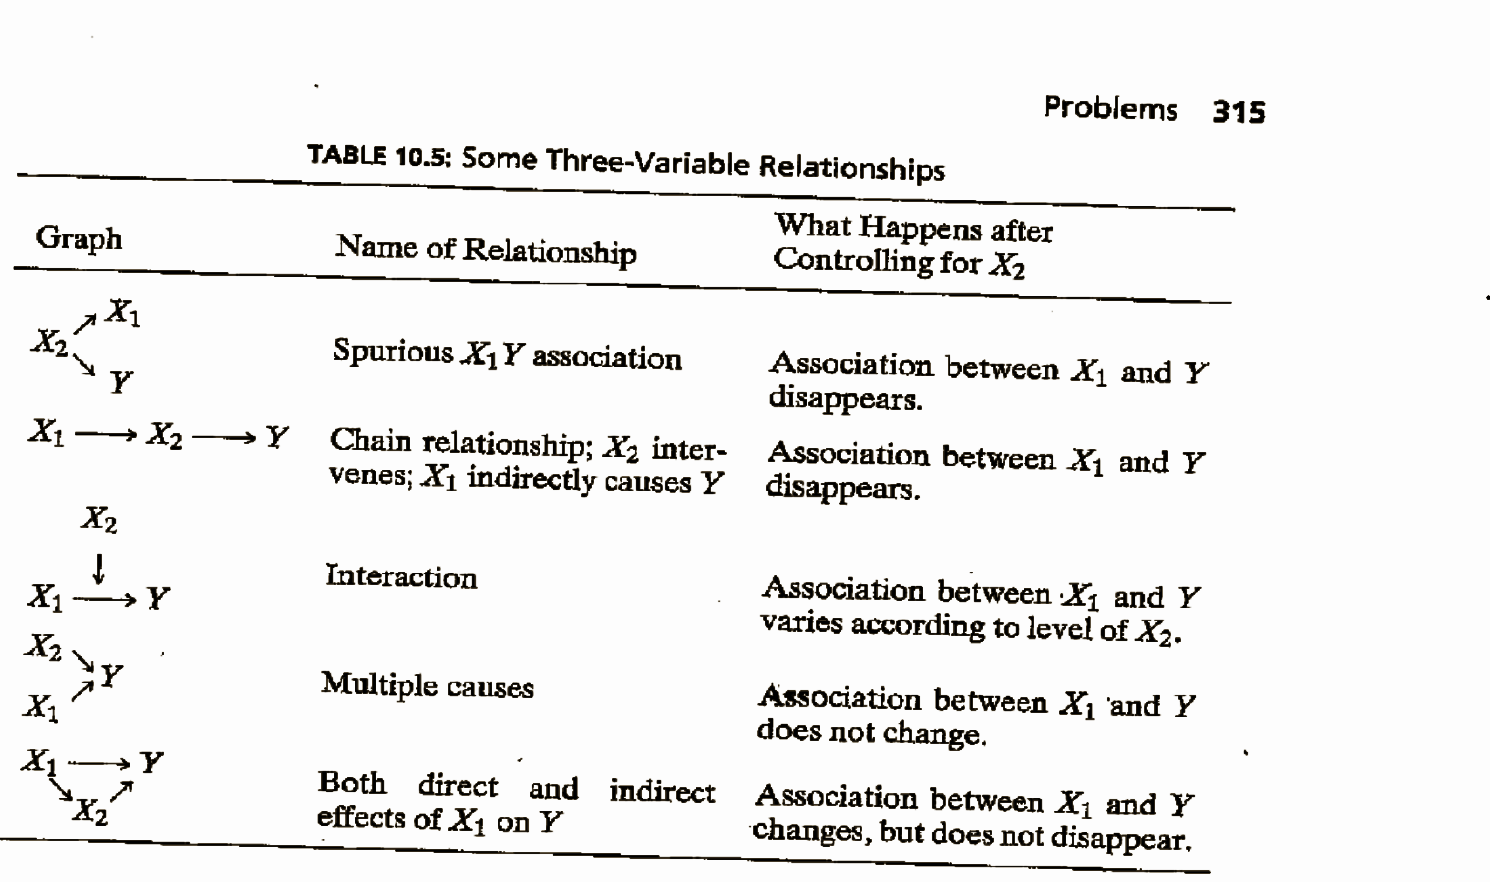 Problems 315
TABLE 10.5: Some Three-Variable Relationships
Graph
Name of Relationship
What Happens after
Controlling for X₂
X₂ ↗ X₁
↘ Y
Spurious X₁Y association
Association between X₁ and Y
disappears.
X₁ ⟶ X₂ ⟶ Y
Chain relationship; X₂ inter-
venes; X₁ indirectly causes Y
Association between X₁ and Y
disappears.
X₂
↓
X₁ ⟶ Y
Interaction
Association between X₁ and Y
varies according to level of X₂.
X₂ ↘
Y
X₁ ↗
Multiple causes
Association between X₁ and Y
does not change.
X₁ ⟶ Y
↘ X₂ ↗
Both direct and indirect
effects of X₁ on Y
Association between X₁ and Y
changes, but does not disappear.